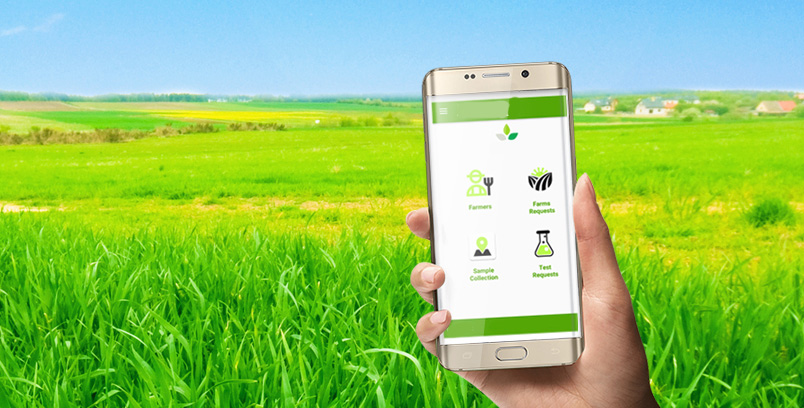 Farmers
Farms
Requests
Sample
Collection
Test
Requests